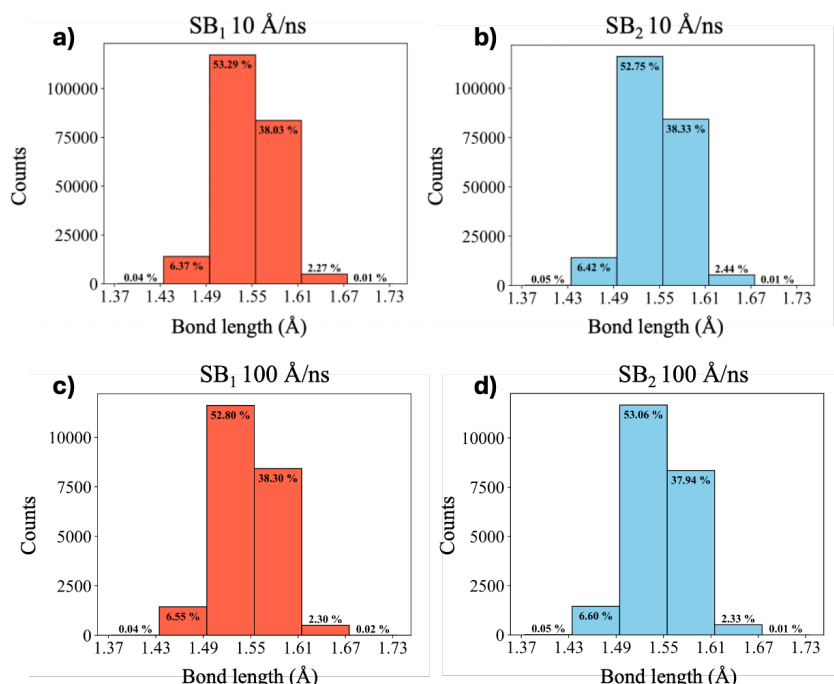 a)
SB₁ 10 Å/ns
Counts
100000
75000
50000
25000
0
53.29 %
38.03 %
6.37 %
2.27 %
0.04 %
0.01 %
1.37 1.43 1.49 1.55 1.61 1.67 1.73
Bond length (Å)
b)
SB₂ 10 Å/ns
Counts
100000
75000
50000
25000
0
52.75 %
38.33 %
6.42 %
2.44 %
0.05 %
0.01 %
1.37 1.43 1.49 1.55 1.61 1.67 1.73
Bond length (Å)
c)
SB₁ 100 Å/ns
Counts
10000
7500
5000
2500
0
52.80 %
38.30 %
6.55 %
2.30 %
0.04 %
0.02 %
1.37 1.43 1.49 1.55 1.61 1.67 1.73
Bond length (Å)
d)
SB₂ 100 Å/ns
Counts
10000
7500
5000
2500
0
53.06 %
37.94 %
6.60 %
2.33 %
0.05 %
0.01 %
1.37 1.43 1.49 1.55 1.61 1.67 1.73
Bond length (Å)